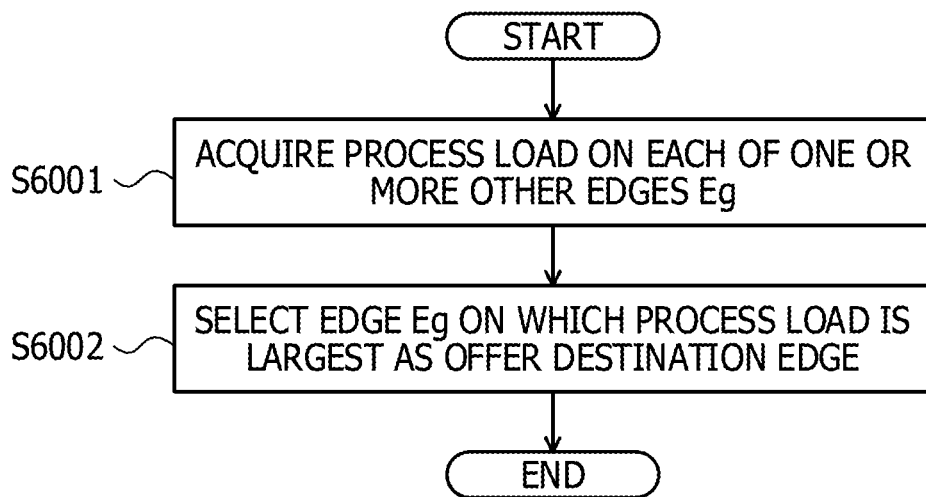 START
S6001
ACQUIRE PROCESS LOAD ON EACH OF ONE OR
MORE OTHER EDGES Eg
S6002
SELECT EDGE Eg ON WHICH PROCESS LOAD IS
LARGEST AS OFFER DESTINATION EDGE
END